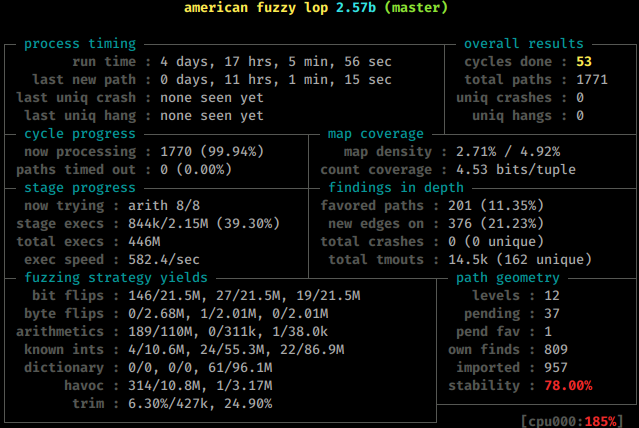 american fuzzy lop 2.57b (master)
process timing
run time : 4 days, 17 hrs, 5 min, 56 sec
last new path : 0 days, 11 hrs, 1 min, 15 sec
last uniq crash : none seen yet
last uniq hang : none seen yet
overall results
cycles done : 53
total paths : 1771
uniq crashes : 0
uniq hangs : 0
cycle progress
now processing : 1770 (99.94%)
paths timed out : 0 (0.00%)
map coverage
map density : 2.71% / 4.92%
count coverage : 4.53 bits/tuple
stage progress
now trying : arith 8/8
stage execs : 844k/2.15M (39.30%)
total execs : 446M
exec speed : 582.4/sec
findings in depth
favored paths : 201 (11.35%)
new edges on : 376 (21.23%)
total crashes : 0 (0 unique)
total tmouts : 14.5k (162 unique)
fuzzing strategy yields
bit flips : 146/21.5M, 27/21.5M, 19/21.5M
byte flips : 0/2.68M, 1/2.01M, 0/2.01M
arithmetics : 189/110M, 0/311k, 1/38.0k
known ints : 4/10.6M, 24/55.3M, 22/86.9M
dictionary : 0/0, 0/0, 61/96.1M
havoc : 314/10.8M, 1/3.17M
trim : 6.30%/427k, 24.90%
path geometry
levels : 12
pending : 37
pend fav : 1
own finds : 809
imported : 957
stability : 78.00%
[cpu000:185%]